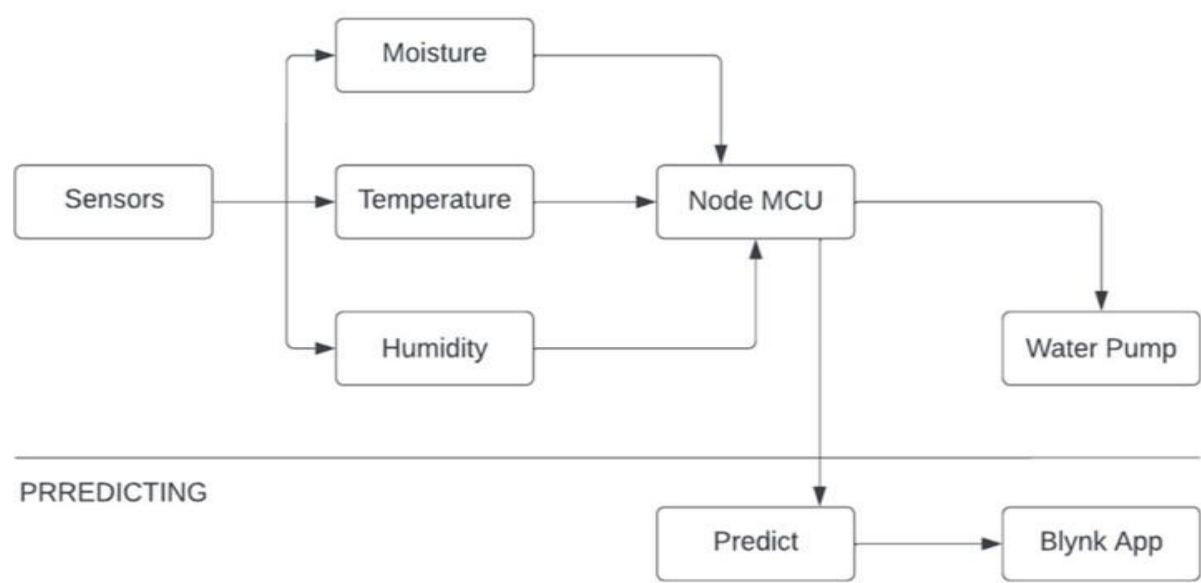 Moisture
Sensors
Temperature
Node MCU
Humidity
Water Pump
PRREDICTING
Predict
Blynk App